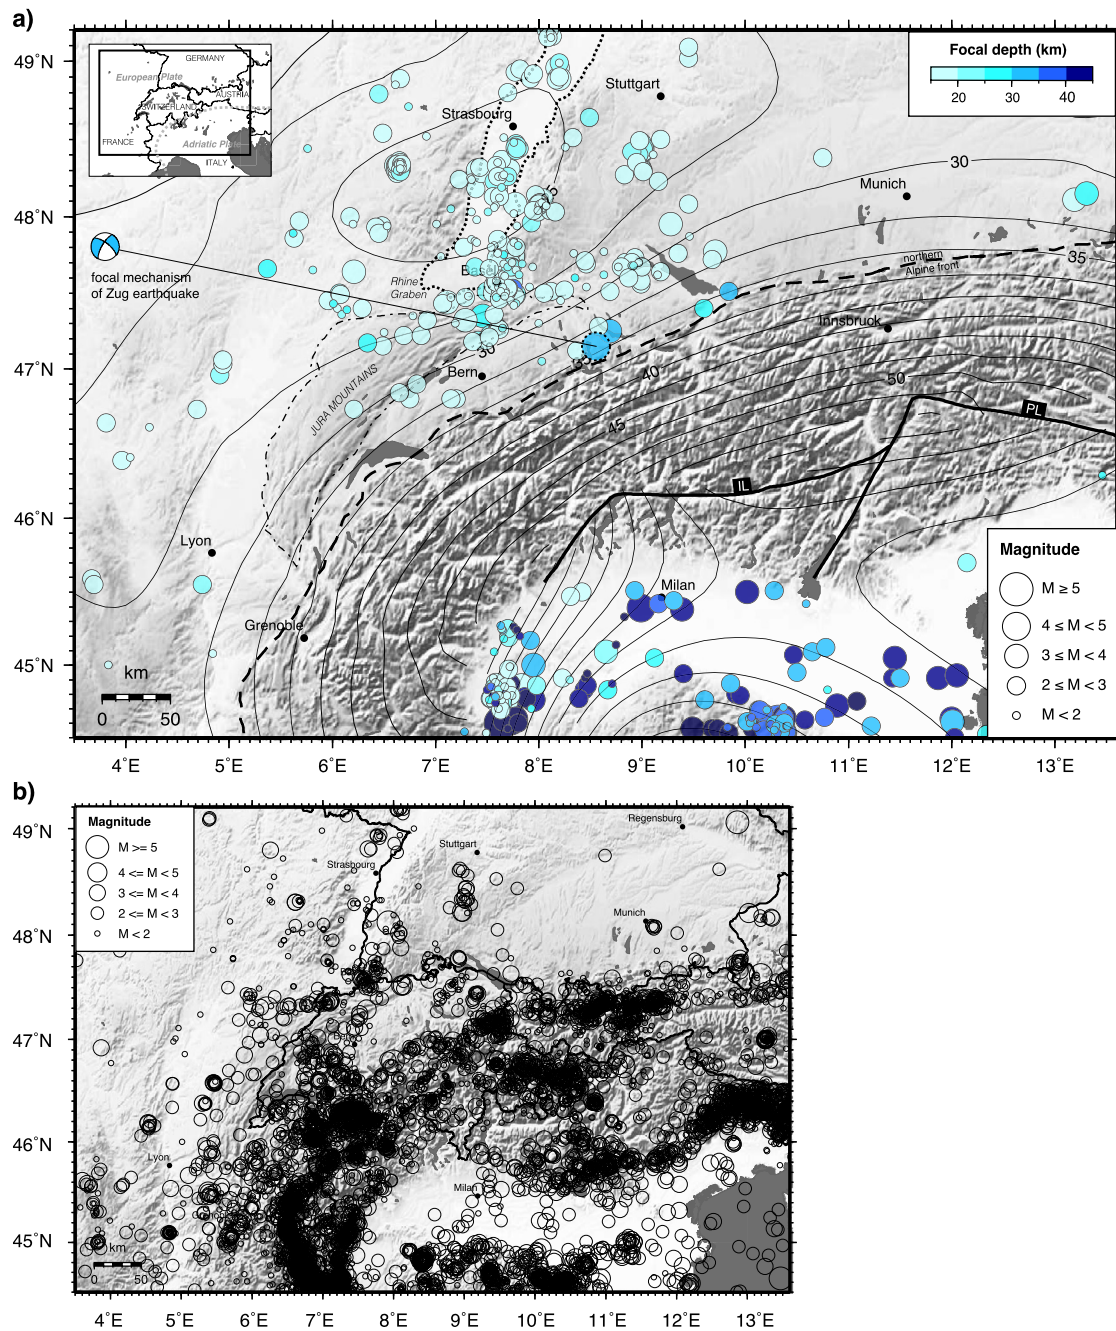 a)
GERMANY
European Plate
AUSTRIA
SWITZERLAND
FRANCE
Adriatic Plate
ITALY
Focal depth (km)
20 30 40
49°N
48°N
47°N
46°N
45°N
Stuttgart
Strasbourg
Munich
30
35
focal mechanism
of Zug earthquake
Basel
Rhine
Graben
northern
Alpine front
Innsbruck
30
Bern
JURA MOUNTAINS
40
50
45
PL
IL
Lyon
Milan
Grenoble
km
0 50
Magnitude
M ≥ 5
4 ≤ M < 5
3 ≤ M < 4
2 ≤ M < 3
M < 2
4°E 5°E 6°E 7°E 8°E 9°E 10°E 11°E 12°E 13°E
b)
Magnitude
M >= 5
4 <= M < 5
3 <= M < 4
2 <= M < 3
M < 2
49°N
48°N
47°N
46°N
45°N
Regensburg
Stuttgart
Strasbourg
Munich
Lyon
Milan
km
0 50
4°E 5°E 6°E 7°E 8°E 9°E 10°E 11°E 12°E 13°E